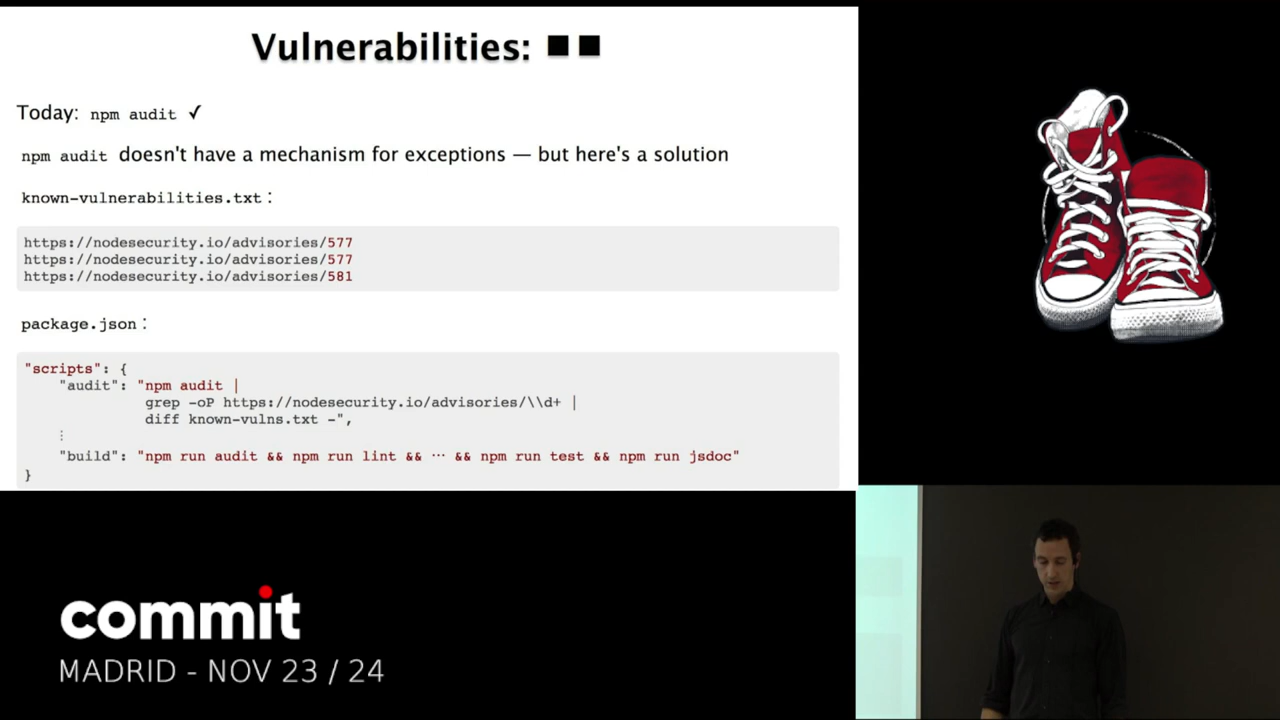 Vulnerabilities: ■ ■
Today: npm audit ✓
npm audit doesn't have a mechanism for exceptions — but here's a solution
known-vulnerabilities.txt:
https://nodesecurity.io/advisories/577
https://nodesecurity.io/advisories/577
https://nodesecurity.io/advisories/581
package.json:
"scripts": {
"audit": "npm audit |
grep -oP https://nodesecurity.io/advisories/\\d+ |
diff known-vulns.txt -",
⋮
"build": "npm run audit && npm run lint && ⋯ && npm run test && npm run jsdoc"
}
commit
MADRID - NOV 23 / 24